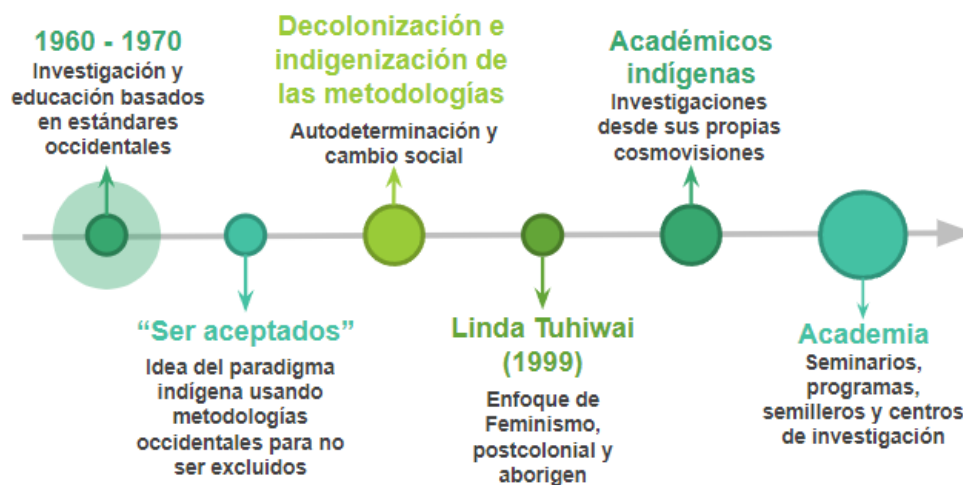 1960 - 1970
Investigación y
educación basados
en estándares
occidentales
“Ser aceptados”
Idea del paradigma
indígena usando
metodologías
occidentales para no
ser excluidos
Decolonización e
indigenización de
las metodologías
Autodeterminación y
cambio social
Linda Tuhiwai
(1999)
Enfoque de
Feminismo,
postcolonial y
aborigen
Académicos
indígenas
Investigaciones
desde sus propias
cosmovisiones
Academia
Seminarios,
programas,
semilleros y centros
de investigación